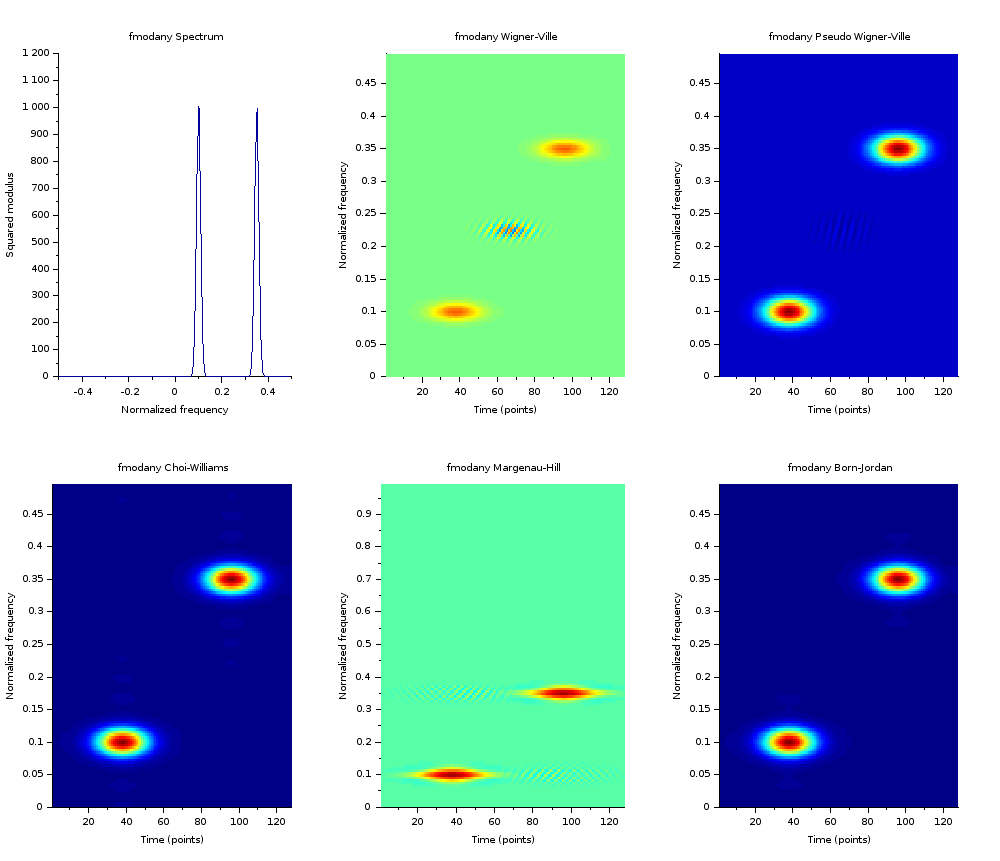 fmodany Spectrum
1 200
1 100
1 000
900
800
700
600
500
400
300
200
100
0
Squared modulus
-0.4 -0.2 0 0.2 0.4
Normalized frequency
fmodany Wigner-Ville
0.45
0.4
0.35
0.3
0.25
0.2
0.15
0.1
0.05
0
Normalized frequency
20 40 60 80 100 120
Time (points)
fmodany Pseudo Wigner-Ville
0.45
0.4
0.35
0.3
0.25
0.2
0.15
0.1
0.05
0
Normalized frequency
20 40 60 80 100 120
Time (points)
fmodany Choi-Williams
0.45
0.4
0.35
0.3
0.25
0.2
0.15
0.1
0.05
0
Normalized frequency
20 40 60 80 100 120
Time (points)
fmodany Margenau-Hill
0.9
0.8
0.7
0.6
0.5
0.4
0.3
0.2
0.1
0
Normalized frequency
20 40 60 80 100 120
Time (points)
fmodany Born-Jordan
0.45
0.4
0.35
0.3
0.25
0.2
0.15
0.1
0.05
0
Normalized frequency
20 40 60 80 100 120
Time (points)